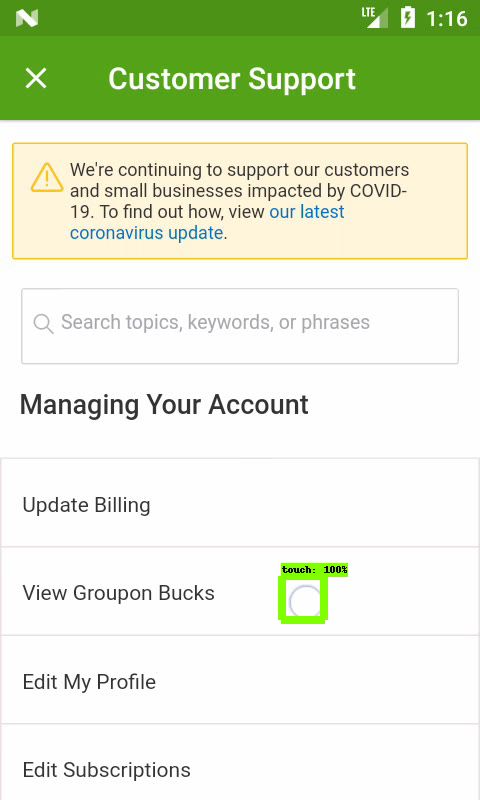 LTE 1:16
Customer Support
We're continuing to support our customers
and small businesses impacted by COVID-
19. To find out how, view our latest
coronavirus update.
Search topics, keywords, or phrases
Managing Your Account
Update Billing
touch: 100%
View Groupon Bucks
Edit My Profile
Edit Subscriptions